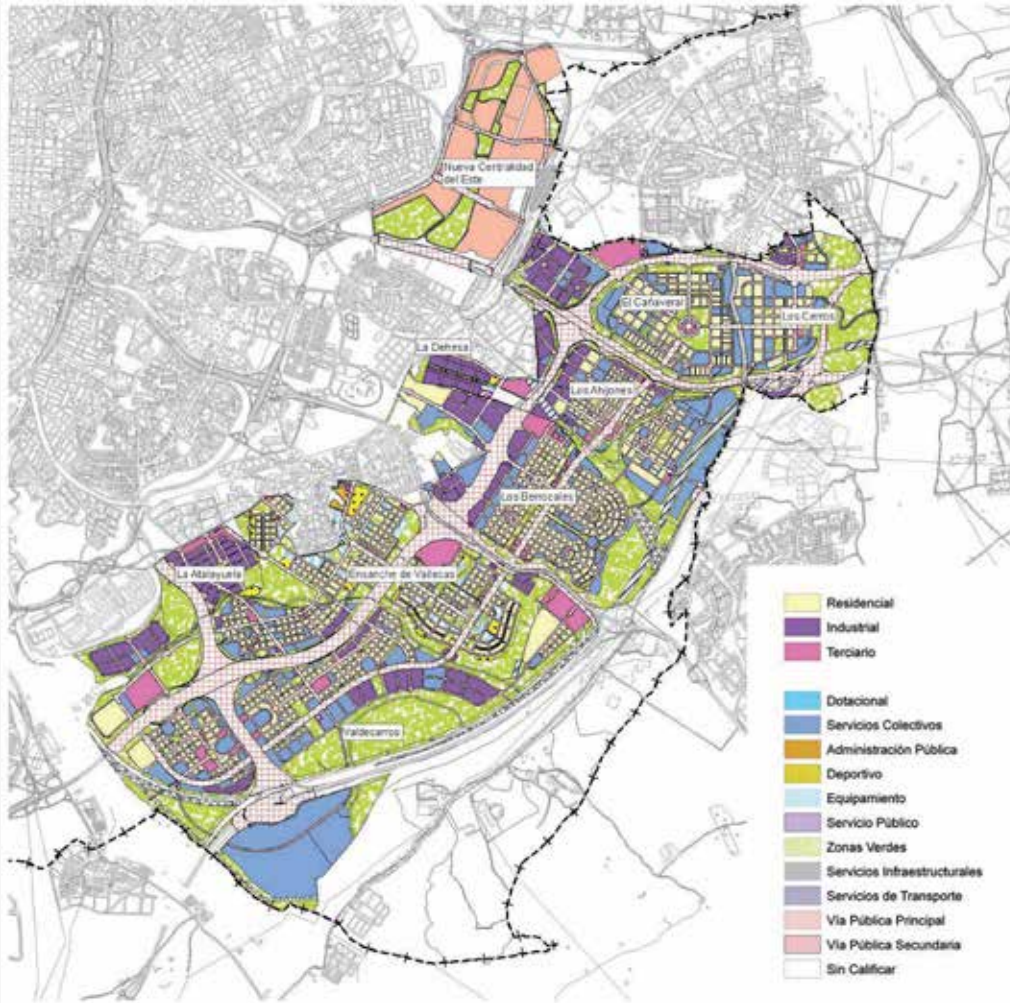 Nueva Centralidad
del Este
El Cañaveral
Los Cerros
La Dehesa
Los Ahijones
Los Berrocales
La Atalayuela
Ensanche de Vallecas
Valdecarros
Residencial
Industrial
Terciario
Dotacional
Servicios Colectivos
Administración Pública
Deportivo
Equipamiento
Servicio Público
Zonas Verdes
Servicios Infraestructurales
Servicios de Transporte
Vía Pública Principal
Vía Pública Secundaria
Sin Calificar